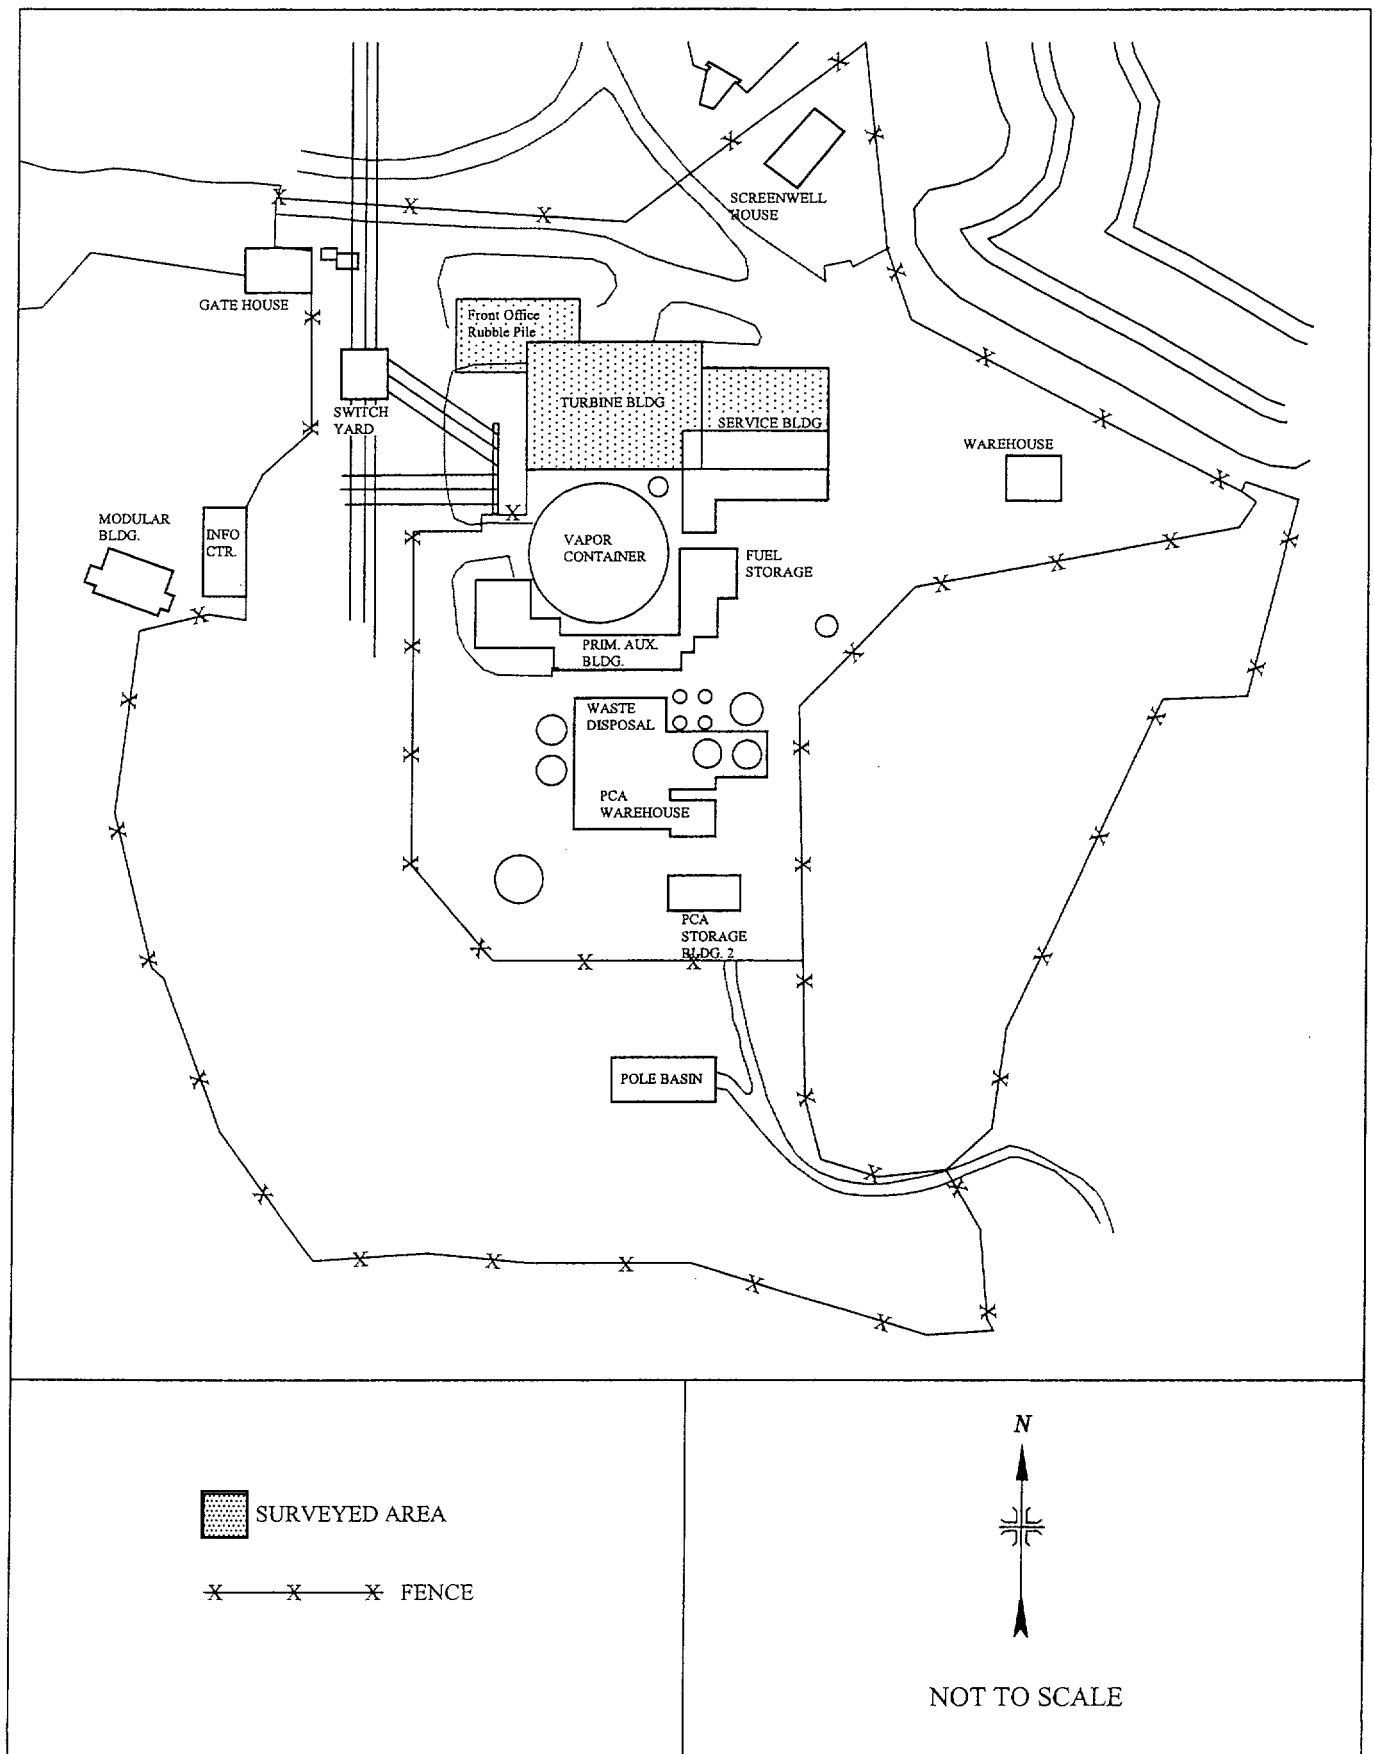 SCREENWELL
HOUSE
GATE HOUSE
Front Office
Rubble Pile
TURBINE BLDG
SERVICE BLDG
SWITCH
YARD
WAREHOUSE
MODULAR
BLDG.
INFO
CTR.
VAPOR
CONTAINER
FUEL
STORAGE
PRIM. AUX.
BLDG.
WASTE
DISPOSAL
PCA
WAREHOUSE
PCA
STORAGE
BLDG. 2
POLE BASIN
SURVEYED AREA
FENCE
N
NOT TO SCALE